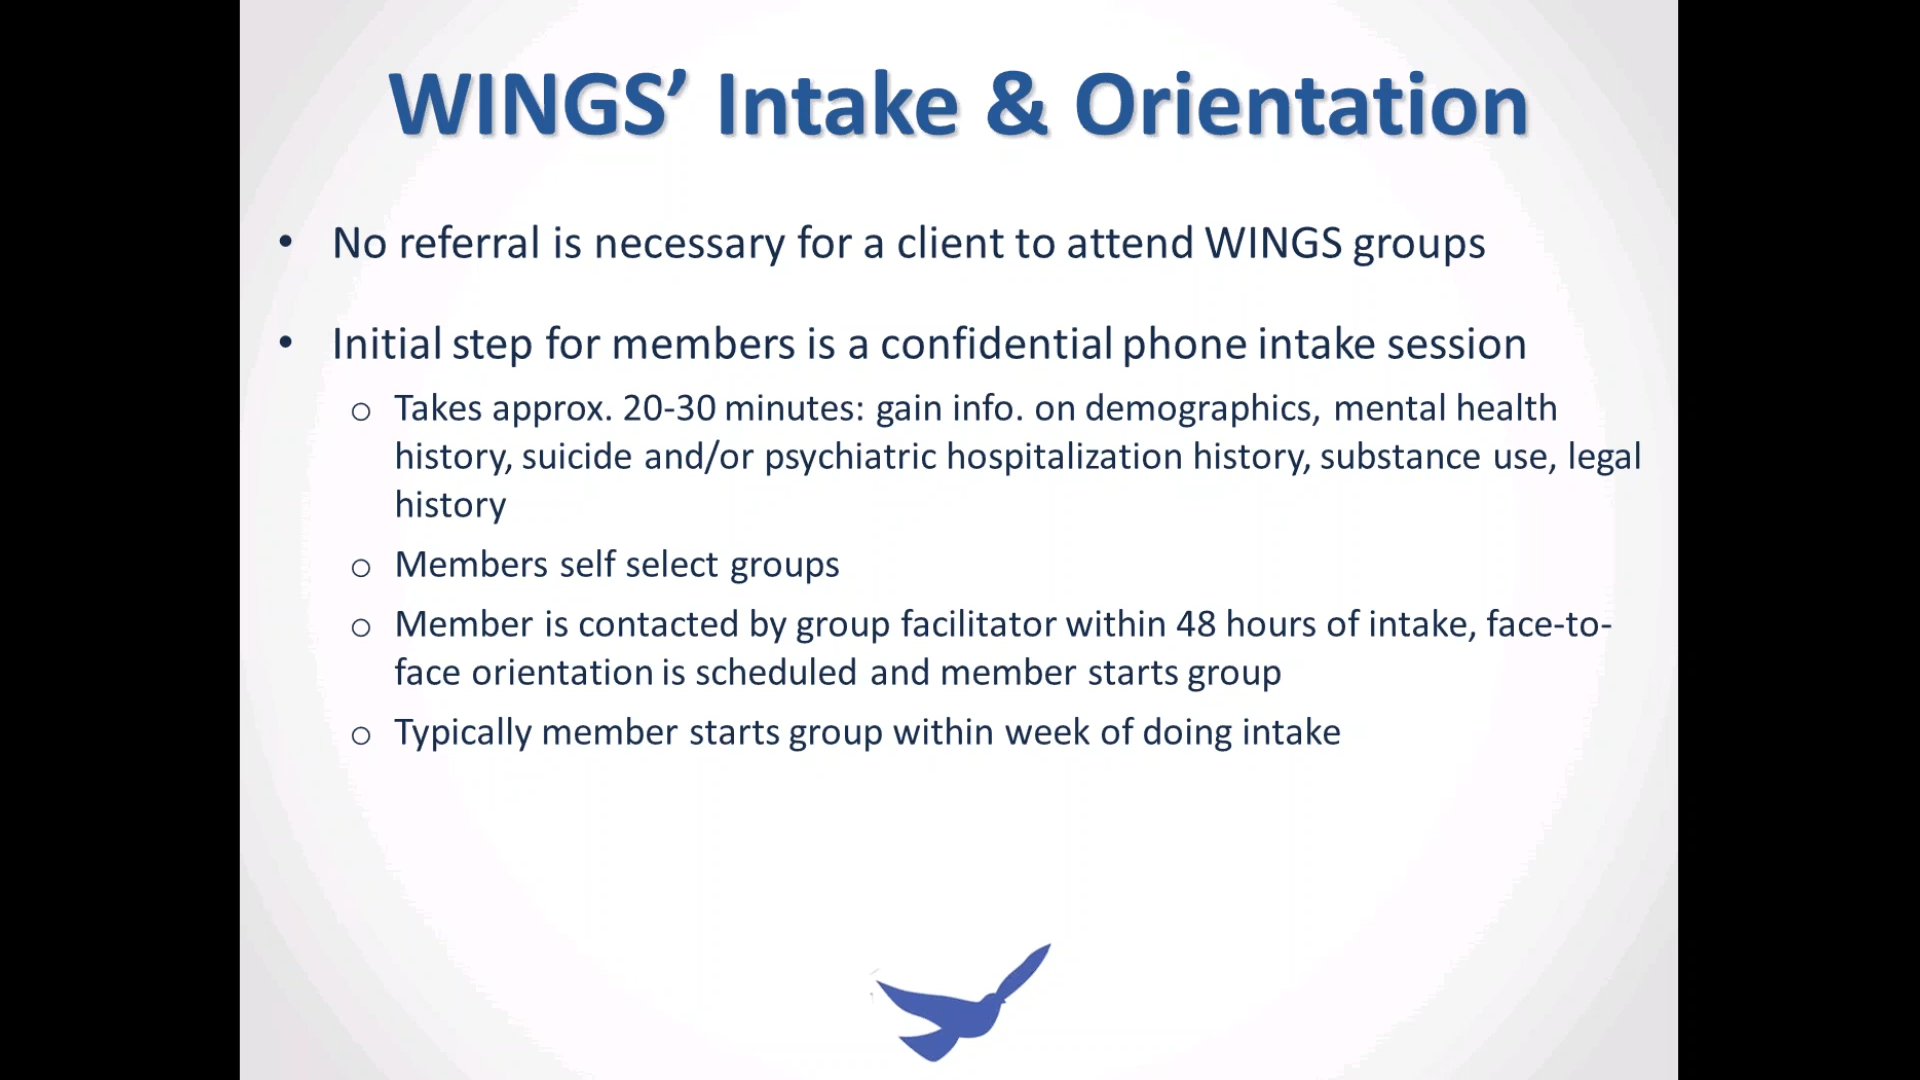 WINGS’ Intake & Orientation
• No referral is necessary for a client to attend WINGS groups
• Initial step for members is a confidential phone intake session
o Takes approx. 20-30 minutes: gain info. on demographics, mental health
history, suicide and/or psychiatric hospitalization history, substance use, legal
history
o Members self select groups
o Member is contacted by group facilitator within 48 hours of intake, face-to-
face orientation is scheduled and member starts group
o Typically member starts group within week of doing intake